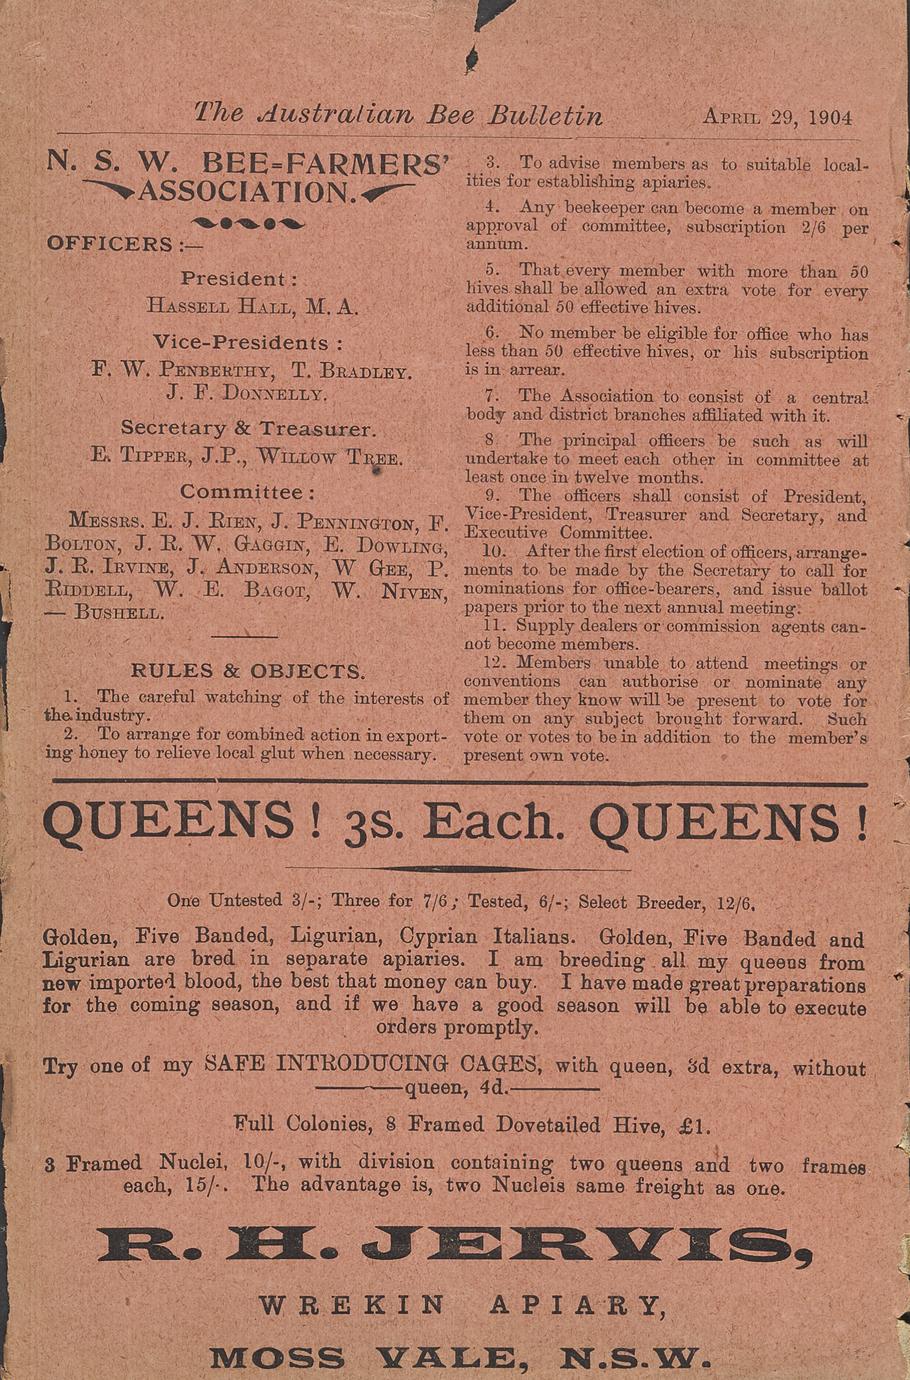 The Australian Bee Bulletin April 29, 1904
N. S. W. BEE=FARMERS'
ASSOCIATION.
OFFICERS :—
President :
Hassell Hall, M. A.
Vice-Presidents :
F. W. Penberthy, T. Bradley.
J. F. Donnelly.
Secretary & Treasurer.
E. Tipper, J.P., Willow Tree.
Committee :
Messrs. E. J. Rien, J. Pennington, F.
Bolton, J. R. W. Gaggin, E. Dowling,
J. R. Irvine, J. Anderson, W Gee, P.
Riddell, W. E. Bagot, W. Niven,
— Bushell.
RULES & OBJECTS.
1. The careful watching of the interests of
the industry.
2. To arrange for combined action in export-
ing honey to relieve local glut when necessary.
3. To advise members as to suitable local-
ities for establishing apiaries.
4. Any beekeeper can become a member on
approval of committee, subscription 2/6 per
annum.
5. That every member with more than 50
hives shall be allowed an extra vote for every
additional 50 effective hives.
6. No member be eligible for office who has
less than 50 effective hives, or his subscription
is in arrear.
7. The Association to consist of a central
body and district branches affiliated with it.
8 The principal officers be such as will
undertake to meet each other in committee at
least once in twelve months.
9. The officers shall consist of President,
Vice-President, Treasurer and Secretary, and
Executive Committee.
10. After the first election of officers, arrange-
ments to be made by the Secretary to call for
nominations for office-bearers, and issue ballot
papers prior to the next annual meeting.
11. Supply dealers or commission agents can-
not become members.
12. Members unable to attend meetings or
conventions can authorise or nominate any
member they know will be present to vote for
them on any subject brought forward. Such
vote or votes to be in addition to the member's
present own vote.
QUEENS ! 3s. Each. QUEENS !
One Untested 3/-; Three for 7/6; Tested, 6/-; Select Breeder, 12/6.
Golden, Five Banded, Ligurian, Cyprian Italians. Golden, Five Banded and
Ligurian are bred in separate apiaries. I am breeding all my queens from
new imported blood, the best that money can buy. I have made great preparations
for the coming season, and if we have a good season will be able to execute
orders promptly.
Try one of my SAFE INTRODUCING CAGES, with queen, 3d extra, without
queen, 4d.
Full Colonies, 8 Framed Dovetailed Hive, £1.
3 Framed Nuclei, 10/-, with division containing two queens and two frames
each, 15/-. The advantage is, two Nucleis same freight as one.
R. H. JERVIS,
WREKIN APIARY,
MOSS VALE, N.S.W.